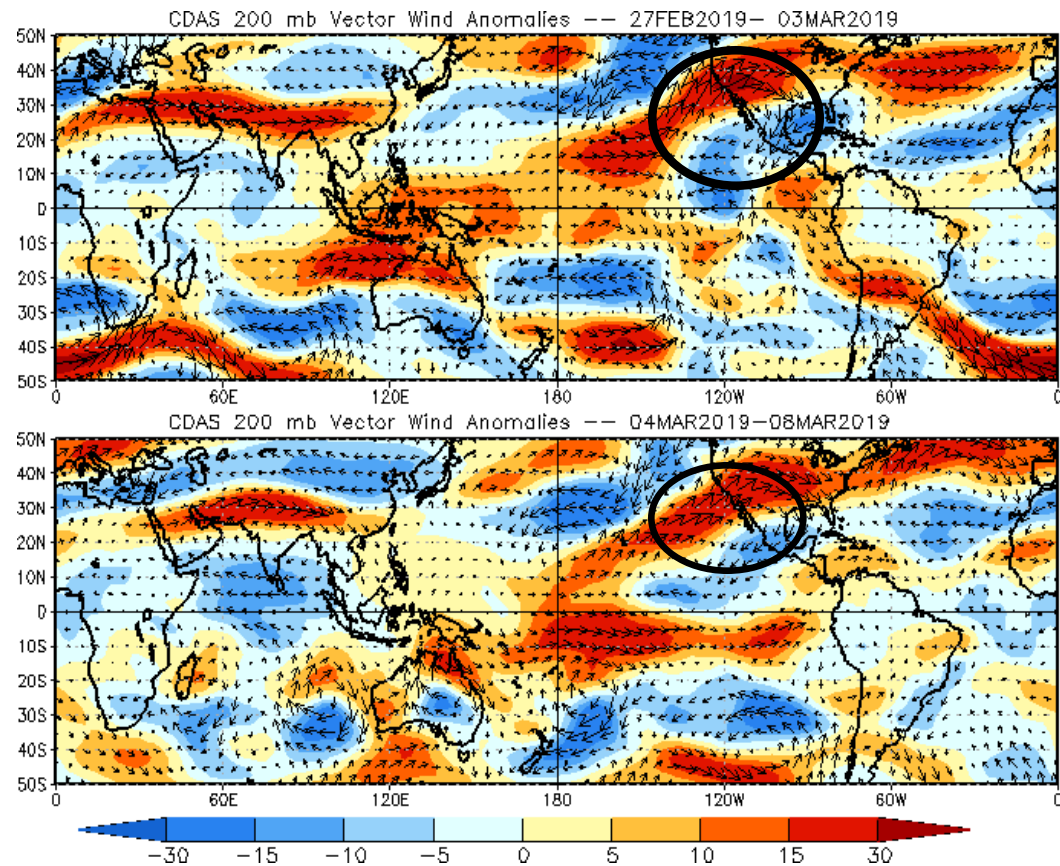 CDAS 200 mb Vector Wind Anomalies -- 27FEB2019- 03MAR2019
50N
40N
30N
20N
10N
0
10S
20S
30S
40S
50S
0 60E 120E 180 120W 60W 0
CDAS 200 mb Vector Wind Anomalies -- 04MAR2019-08MAR2019
50N
40N
30N
20N
10N
0
10S
20S
30S
40S
50S
0 60E 120E 180 120W 60W 0
-30 -15 -10 -5 0 5 10 15 30